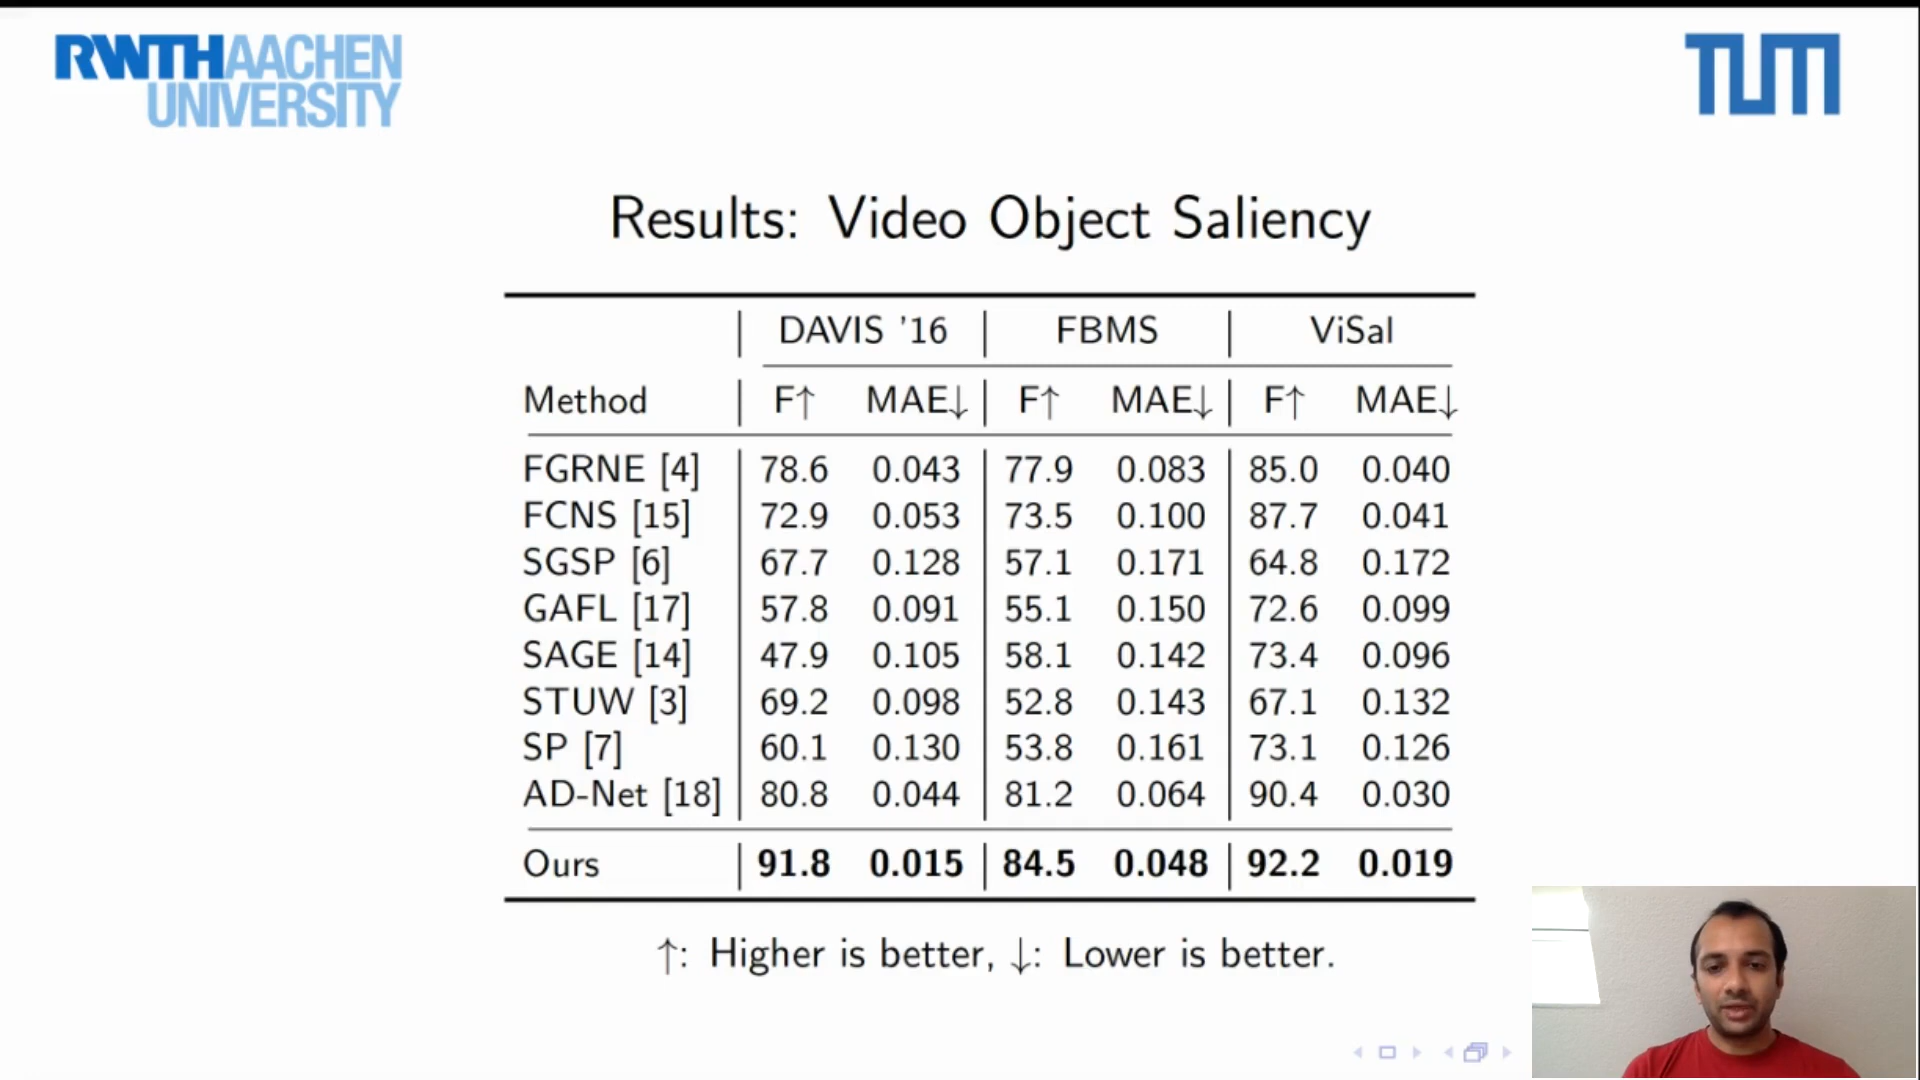 RWTHAACHEN
UNIVERSITY
TUM
Results: Video Object Saliency
DAVIS '16 FBMS ViSal
Method F↑ MAE↓ F↑ MAE↓ F↑ MAE↓
FGRNE [4] 78.6 0.043 77.9 0.083 85.0 0.040
FCNS [15] 72.9 0.053 73.5 0.100 87.7 0.041
SGSP [6] 67.7 0.128 57.1 0.171 64.8 0.172
GAFL [17] 57.8 0.091 55.1 0.150 72.6 0.099
SAGE [14] 47.9 0.105 58.1 0.142 73.4 0.096
STUW [3] 69.2 0.098 52.8 0.143 67.1 0.132
SP [7] 60.1 0.130 53.8 0.161 73.1 0.126
AD-Net [18] 80.8 0.044 81.2 0.064 90.4 0.030
Ours 91.8 0.015 84.5 0.048 92.2 0.019
↑: Higher is better, ↓: Lower is better.